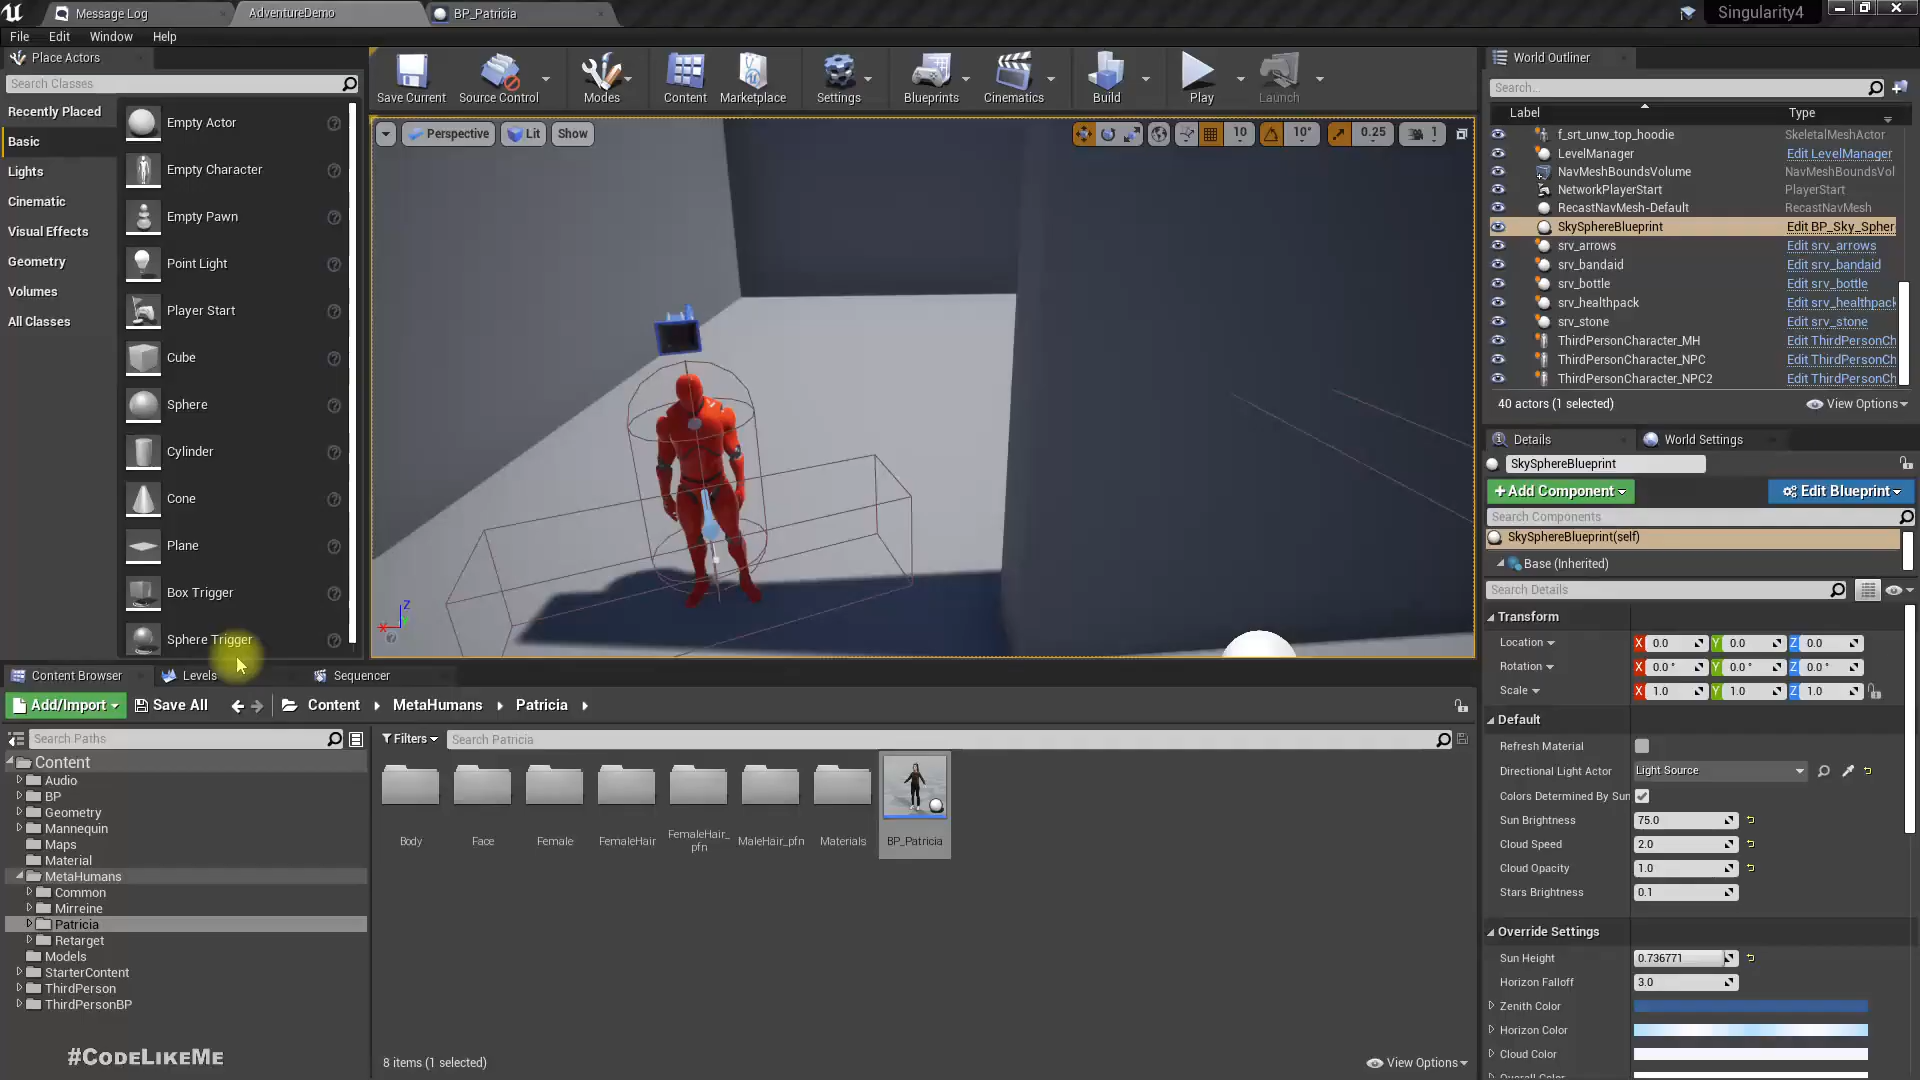 Message Log
AdventureDemo
BP_Patricia
Singularity4
File Edit Window Help
Place Actors
Search Classes
Recently Placed
Basic
Lights
Cinematic
Visual Effects
Geometry
Volumes
All Classes
Empty Actor
Empty Character
Empty Pawn
Point Light
Player Start
Cube
Sphere
Cylinder
Cone
Plane
Box Trigger
Sphere Trigger
Save Current
Source Control
Modes
Content
Marketplace
Settings
Blueprints
Cinematics
Build
Play
Launch
Perspective
Lit
Show
10
10°
0.25
1
Z
X
World Outliner
Search...
Label Type
f_srt_unw_top_hoodie SkeletalMeshActor
LevelManager Edit LevelManager
NavMeshBoundsVolume NavMeshBoundsVol
NetworkPlayerStart PlayerStart
RecastNavMesh-Default RecastNavMesh
SkySphereBlueprint Edit BP_Sky_Spher
srv_arrows Edit srv_arrows
srv_bandaid Edit srv_bandaid
srv_bottle Edit srv_bottle
srv_healthpack Edit srv_healthpack
srv_stone Edit srv_stone
ThirdPersonCharacter_MH Edit ThirdPersonCh
ThirdPersonCharacter_NPC Edit ThirdPersonCh
ThirdPersonCharacter_NPC2 Edit ThirdPersonCh
40 actors (1 selected)
View Options
Details
World Settings
SkySphereBlueprint
+Add Component
Edit Blueprint
Search Components
SkySphereBlueprint(self)
Base (Inherited)
Search Details
Transform
Location X 0.0 Y 0.0 Z 0.0
Rotation X 0.0 ° Y 0.0 ° Z 0.0 °
Scale X 1.0 Y 1.0 Z 1.0
Default
Refresh Material
Directional Light Actor Light Source
Colors Determined By Sun
Sun Brightness 75.0
Cloud Speed 2.0
Cloud Opacity 1.0
Stars Brightness 0.1
Override Settings
Sun Height 0.736771
Horizon Falloff 3.0
Zenith Color
Horizon Color
Cloud Color
Overall Color
Content Browser
Levels
Sequencer
Add/Import
Save All
Content
MetaHumans
Patricia
Search Paths
Filters
Search Patricia
Content
Audio
BP
Geometry
Mannequin
Maps
Material
MetaHumans
Common
Mirreine
Patricia
Retarget
Models
StarterContent
ThirdPerson
ThirdPersonBP
Body
Face
Female
FemaleHair
FemaleHair_
pfn
MaleHair_pfn
Materials
BP_Patricia
8 items (1 selected)
View Options
#CodeLikeMe